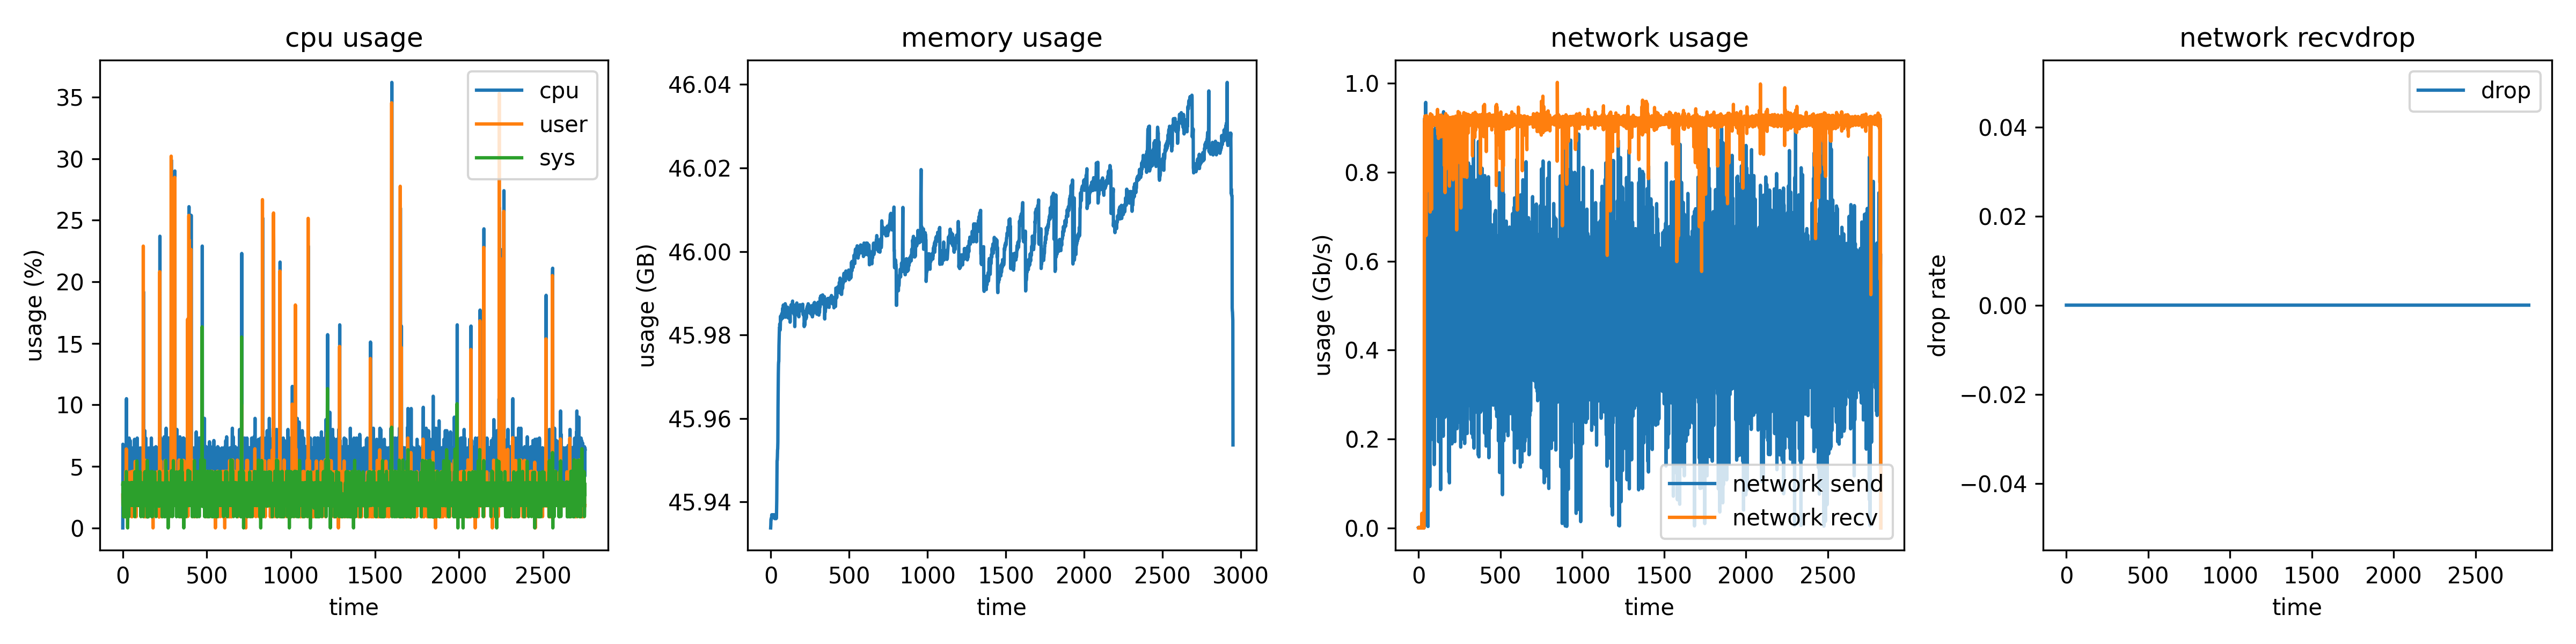 cpu usage
usage (%)
35
30
25
20
15
10
5
0
cpu
user
sys
0 500 1000 1500 2000 2500
time
memory usage
usage (GB)
46.04
46.02
46.00
45.98
45.96
45.94
0 500 1000 1500 2000 2500 3000
time
network usage
usage (Gb/s)
1.0
0.8
0.6
0.4
0.2
0.0
network send
network recv
0 500 1000 1500 2000 2500
time
network recvdrop
drop rate
0.04
0.02
0.00
−0.02
−0.04
drop
0 500 1000 1500 2000 2500
time